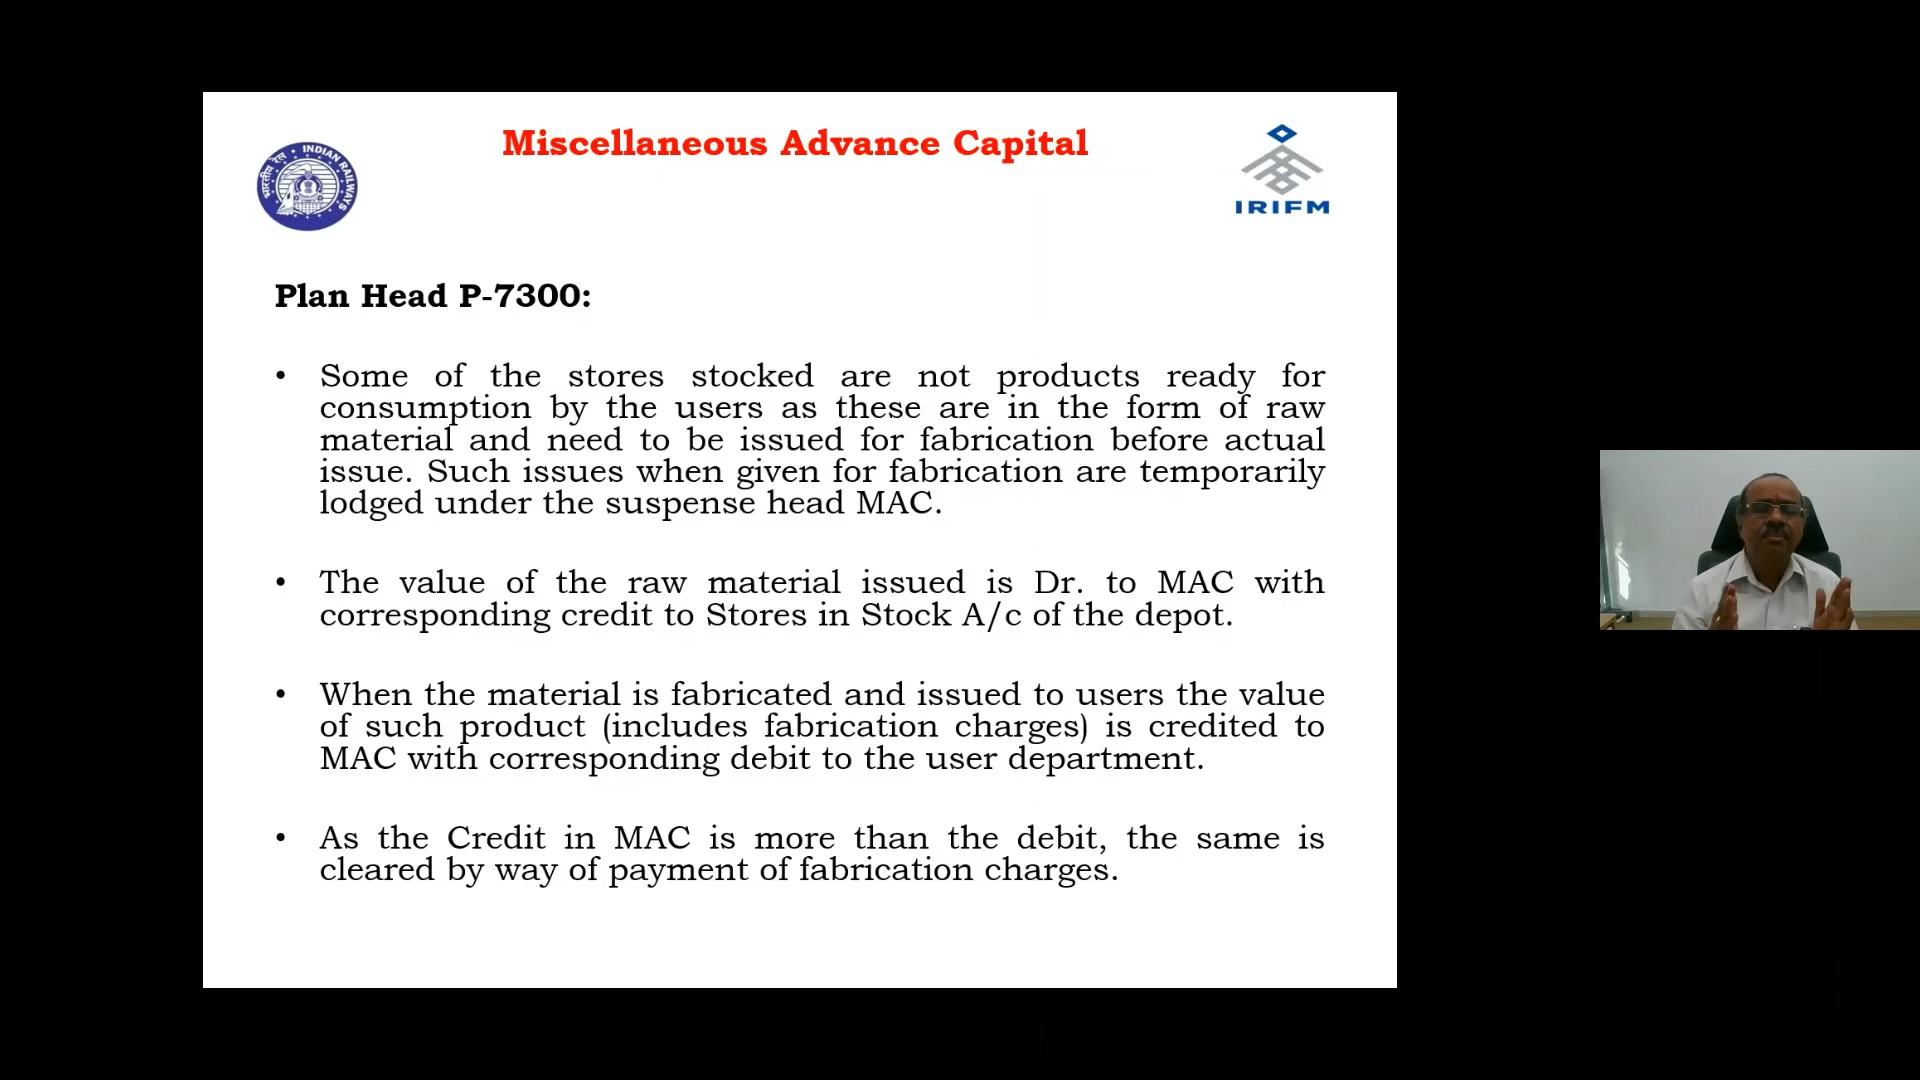 Miscellaneous Advance Capital
भारतीय रेल • INDIAN RAILWAYS
IRIFM
Plan Head P-7300:
• Some of the stores stocked are not products ready for
consumption by the users as these are in the form of raw
material and need to be issued for fabrication before actual
issue. Such issues when given for fabrication are temporarily
lodged under the suspense head MAC.
• The value of the raw material issued is Dr. to MAC with
corresponding credit to Stores in Stock A/c of the depot.
• When the material is fabricated and issued to users the value
of such product (includes fabrication charges) is credited to
MAC with corresponding debit to the user department.
• As the Credit in MAC is more than the debit, the same is
cleared by way of payment of fabrication charges.